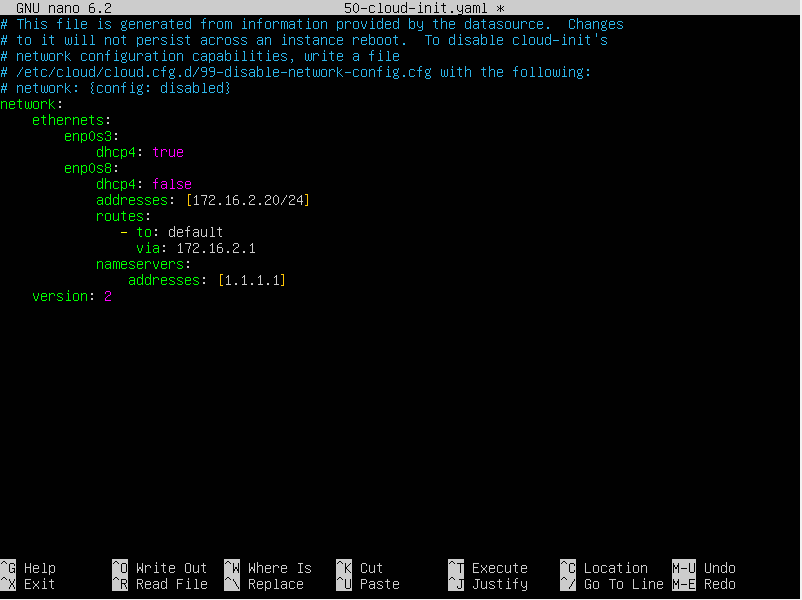 GNU nano 6.2 50-cloud-init.yaml *
# This file is generated from information provided by the datasource.  Changes
# to it will not persist across an instance reboot.  To disable cloud-init's
# network configuration capabilities, write a file
# /etc/cloud/cloud.cfg.d/99-disable-network-config.cfg with the following:
# network: {config: disabled}
network:
    ethernets:
        enp0s3:
            dhcp4: true
        enp0s8:
            dhcp4: false
            addresses: [172.16.2.20/24]
            routes:
               - to: default
                 via: 172.16.2.1
            nameservers:
                addresses: [1.1.1.1]
    version: 2
^G Help ^O Write Out ^W Where Is ^K Cut ^T Execute ^C Location M-U Undo
^X Exit ^R Read File ^\ Replace ^U Paste ^J Justify ^/ Go To Line M-E Redo